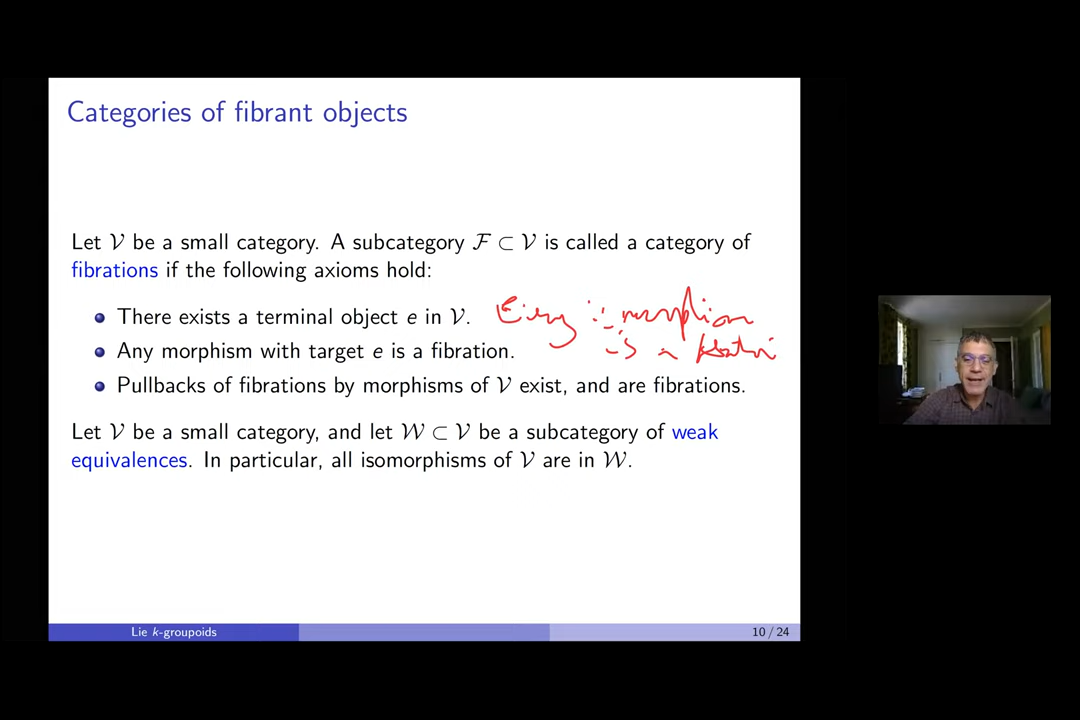 Categories of fibrant objects
Let 𝒱 be a small category. A subcategory ℱ ⊂ 𝒱 is called a category of
fibrations if the following axioms hold:
• There exists a terminal object e in 𝒱.
Every
morphism
• Any morphism with target e is a fibration.
is a
• Pullbacks of fibrations by morphisms of 𝒱 exist, and are fibrations.
Let 𝒱 be a small category, and let 𝒲 ⊂ 𝒱 be a subcategory of weak
equivalences. In particular, all isomorphisms of 𝒱 are in 𝒲.
Lie k-groupoids
10 / 24